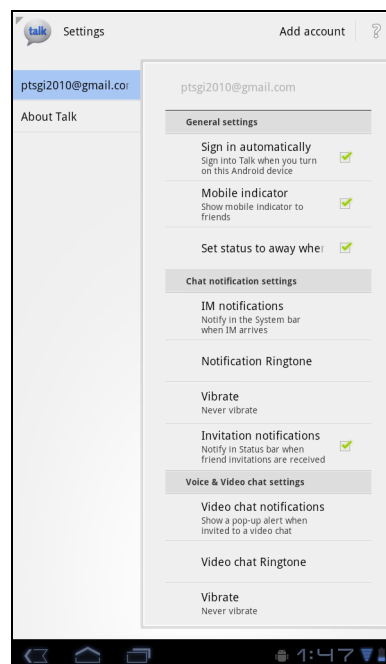 talk Settings Add account
ptsgi2010@gmail.cor
About Talk
ptsgi2010@gmail.com
General settings
Sign in automatically
Sign into Talk when you turn
on this Android device
Mobile indicator
Show mobile indicator to
friends
Set status to away wher
Chat notification settings
IM notifications
Notify in the System bar
when IM arrives
Notification Ringtone
Vibrate
Never vibrate
Invitation notifications
Notify in Status bar when
friend invitations are received
Voice & Video chat settings
Video chat notifications
Show a pop-up alert when
invited to a video chat
Video chat Ringtone
Vibrate
Never vibrate
1:47